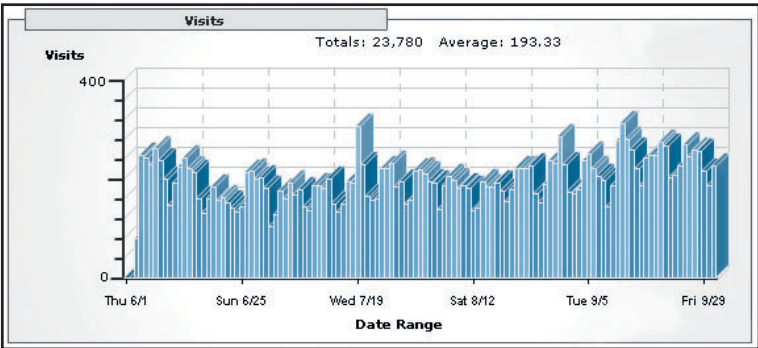 Visits
Totals: 23,780 Average: 193.33
Visits
400
0
Thu 6/1 Sun 6/25 Wed 7/19 Sat 8/12 Tue 9/5 Fri 9/29
Date Range